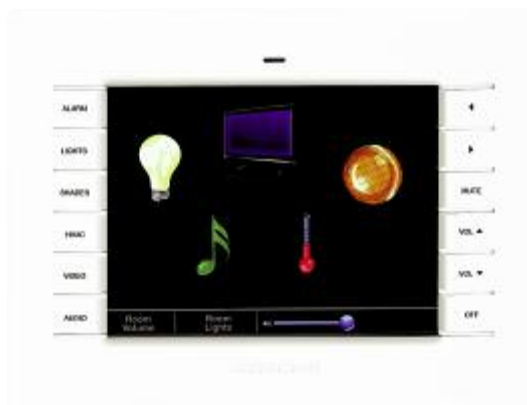 ALARM
LIGHTS
SHADES
HVAC
VIDEO
AUDIO
MUTE
VOL ▲
VOL ▼
OFF
Room
Volume
Room
Lights